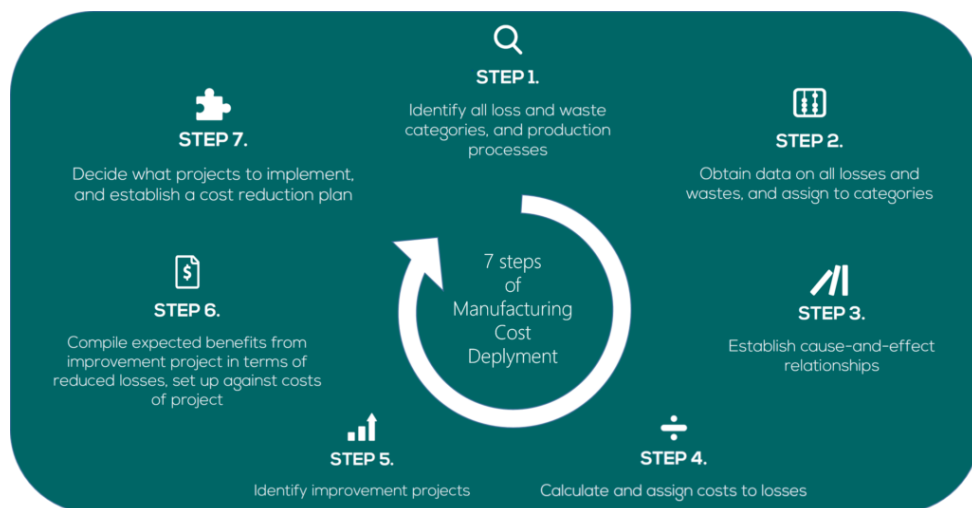 STEP 1.
Identify all loss and waste
categories, and production
processes
STEP 2.
Obtain data on all losses and
wastes, and assign to categories
STEP 3.
Establish cause-and-effect
relationships
STEP 4.
Calculate and assign costs to losses
STEP 5.
Identify improvement projects
STEP 6.
Compile expected benefits from
improvement project in terms of
reduced losses, set up against costs
of project
STEP 7.
Decide what projects to implement,
and establish a cost reduction plan
7 steps
of
Manufacturing
Cost
Deplyment
$